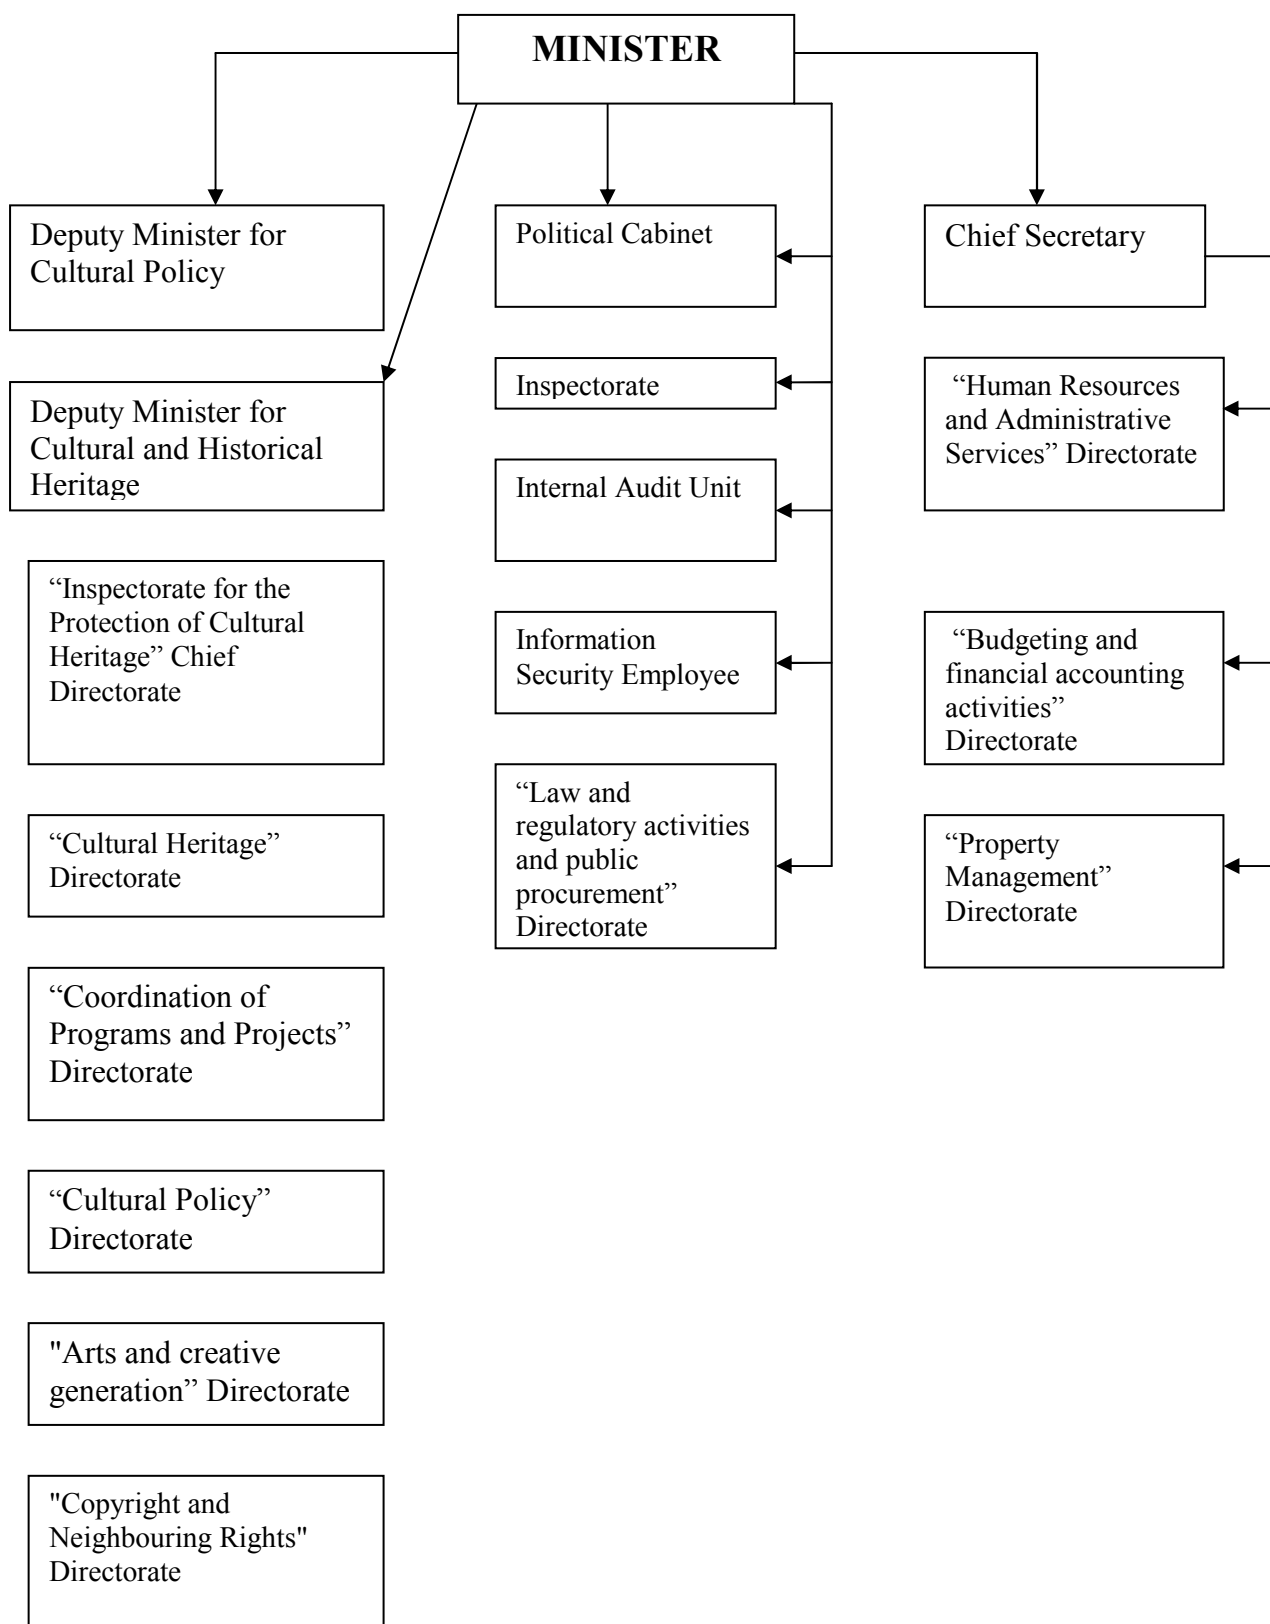 MINISTER
Deputy Minister for
Cultural Policy
Political Cabinet
Chief Secretary
Deputy Minister for
Cultural and Historical
Heritage
Inspectorate
“Human Resources
and Administrative
Services” Directorate
Internal Audit Unit
“Inspectorate for the
Protection of Cultural
Heritage” Chief
Directorate
Information
Security Employee
“Budgeting and
financial accounting
activities”
Directorate
“Cultural Heritage”
Directorate
“Law and
regulatory activities
and public
procurement”
Directorate
“Property
Management”
Directorate
“Coordination of
Programs and Projects”
Directorate
“Cultural Policy”
Directorate
"Arts and creative
generation” Directorate
"Copyright and
Neighbouring Rights"
Directorate